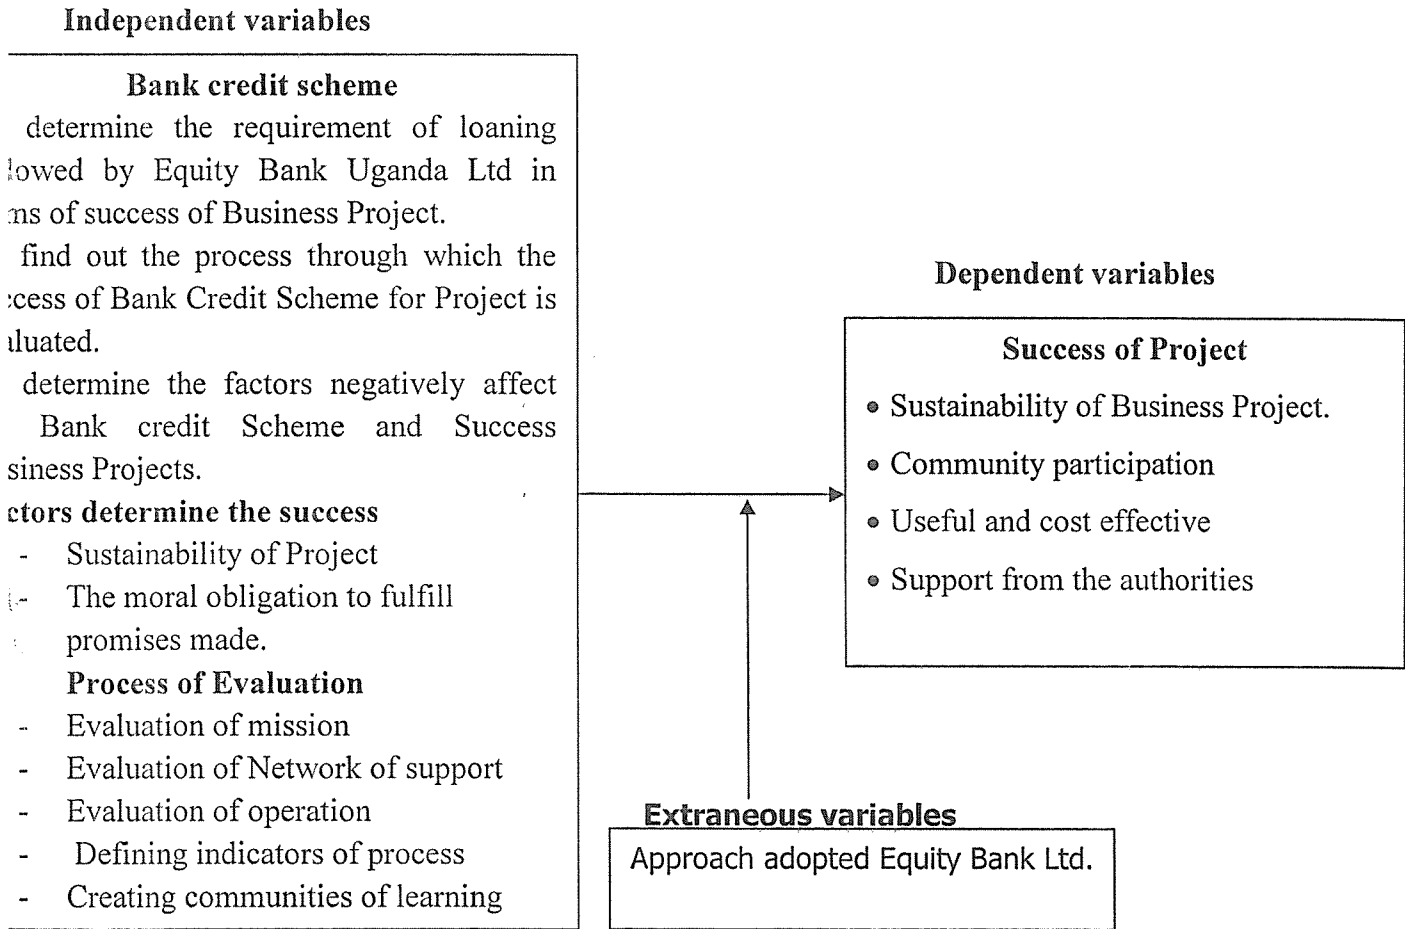 Independent variables
Bank credit scheme
determine the requirement of loaning
lowed by Equity Bank Uganda Ltd in
ms of success of Business Project.
find out the process through which the
cess of Bank Credit Scheme for Project is
aluated.
determine the factors negatively affect
Bank credit Scheme and Success
siness Projects.
ctors determine the success
- Sustainability of Project
- The moral obligation to fulfill
promises made.
Process of Evaluation
- Evaluation of mission
- Evaluation of Network of support
- Evaluation of operation
- Defining indicators of process
- Creating communities of learning
Dependent variables
Success of Project
• Sustainability of Business Project.
• Community participation
• Useful and cost effective
• Support from the authorities
Extraneous variables
Approach adopted Equity Bank Ltd.